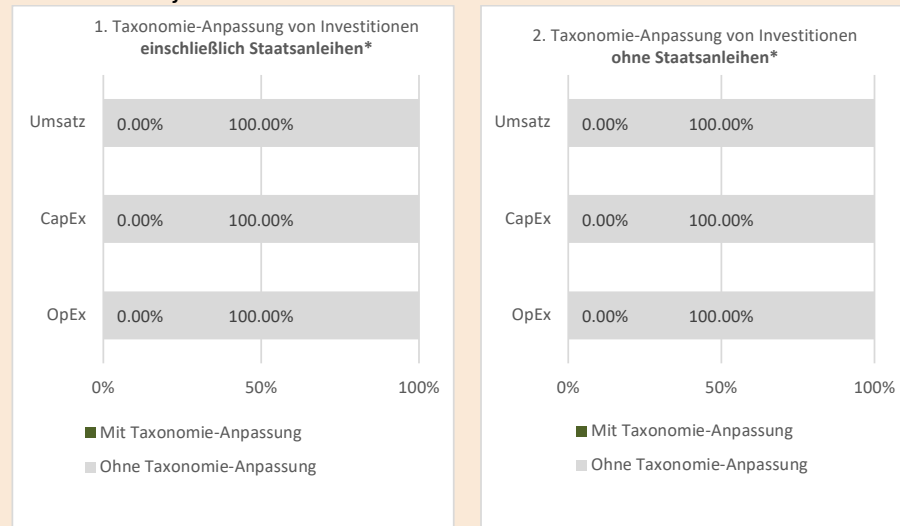 1. Taxonomie-Anpassung von Investitionen
einschließlich Staatsanleihen*
Umsatz 0.00% 100.00%
CapEx 0.00% 100.00%
OpEx 0.00% 100.00%
0% 50% 100%
Mit Taxonomie-Anpassung
Ohne Taxonomie-Anpassung
2. Taxonomie-Anpassung von Investitionen
ohne Staatsanleihen*
Umsatz 0.00% 100.00%
CapEx 0.00% 100.00%
OpEx 0.00% 100.00%
0% 50% 100%
Mit Taxonomie-Anpassung
Ohne Taxonomie-Anpassung